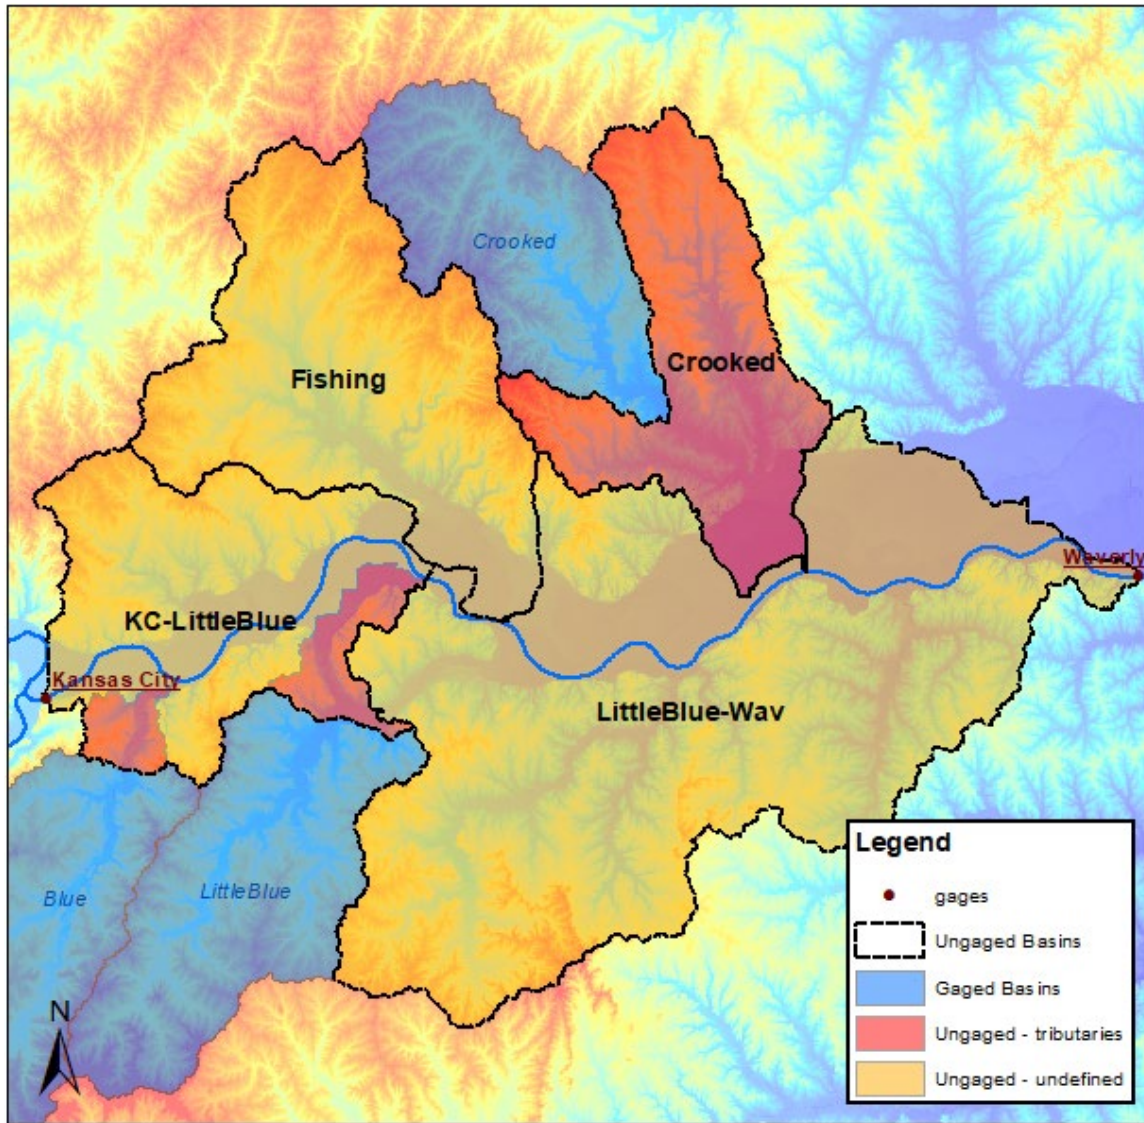 Crooked
Crooked
Fishing
Waverly
KC-LittleBlue
Kansas City
LittleBlue-Wav
Blue
LittleBlue
N
Legend
gages
Ungaged Basins
Gaged Basins
Ungaged - tributaries
Ungaged - undefined